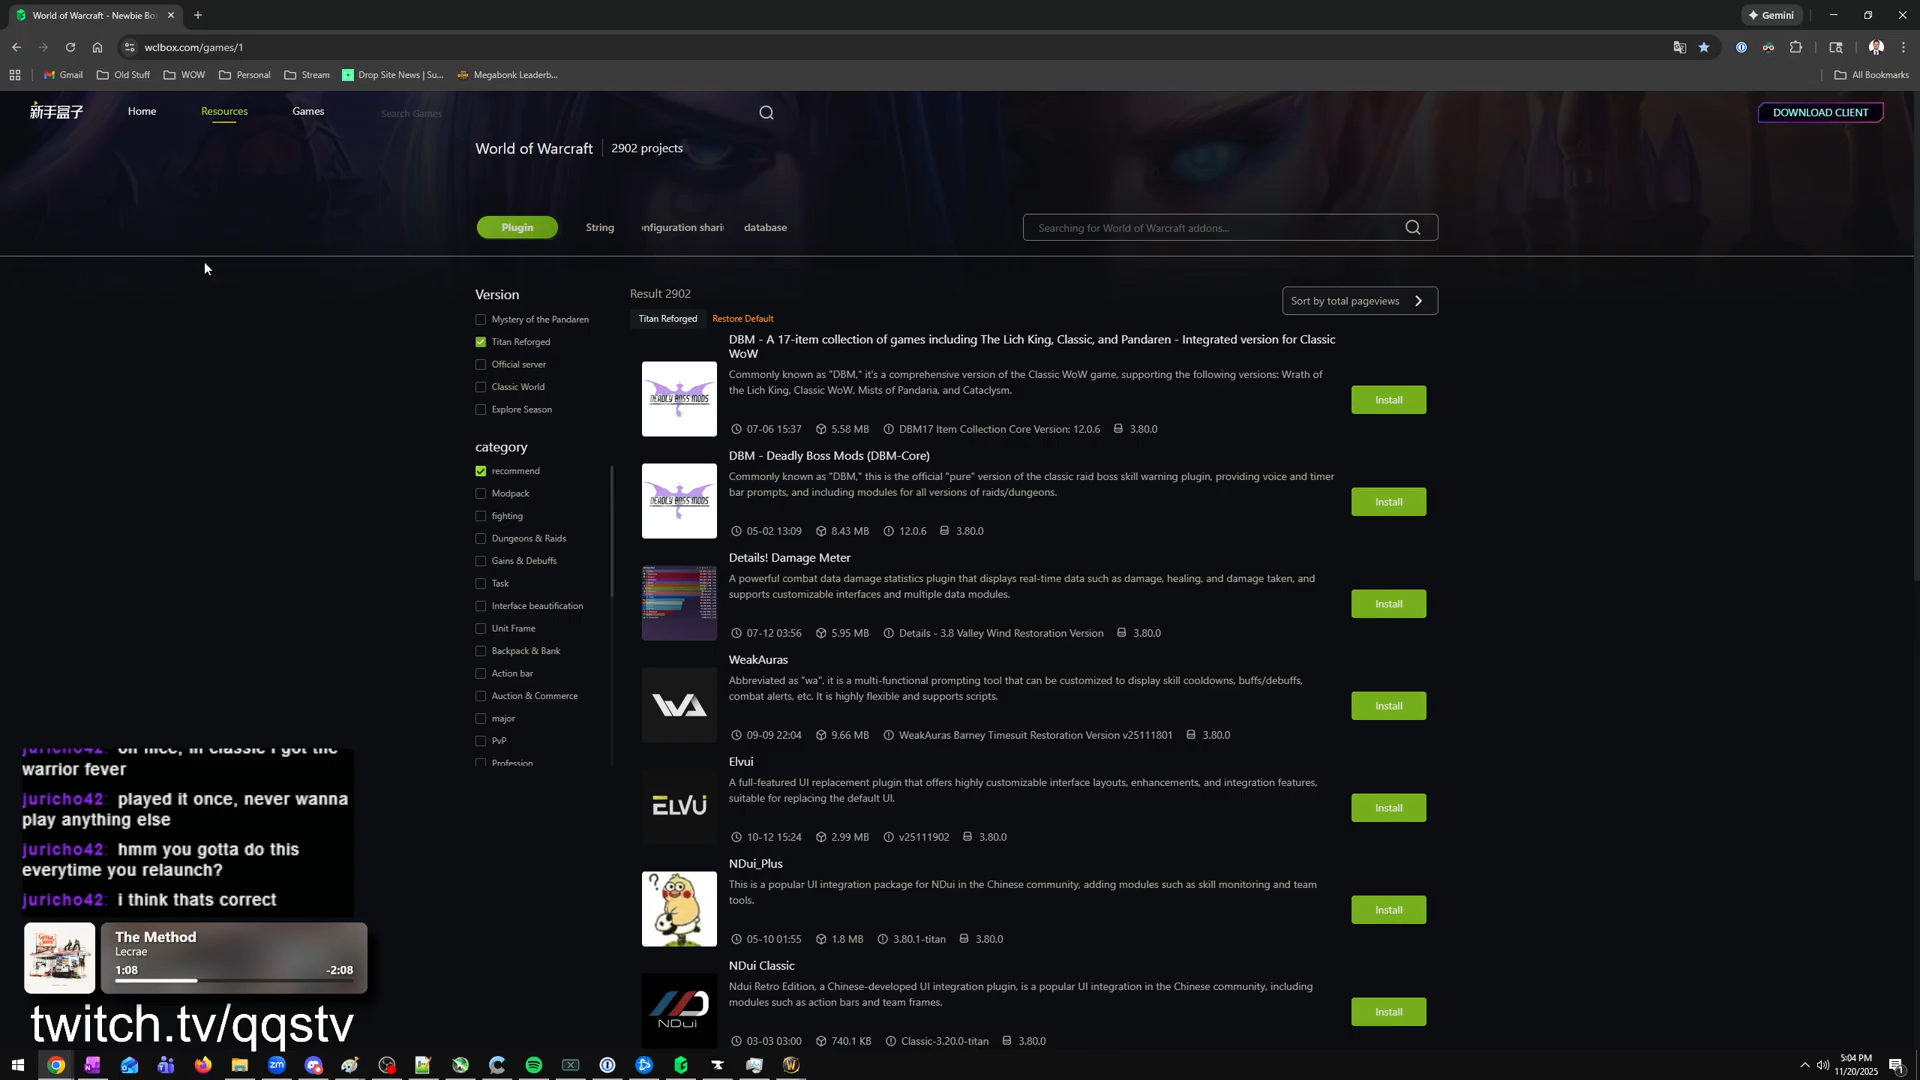 World of Warcraft - Newbie Bo
Gemini
wclbox.com/games/1
Gmail
Old Stuff
WOW
Personal
Stream
Drop Site News | Su...
Megabonk Leaderb...
All Bookmarks
新手盒子
Home
Resources
Games
Search Games
DOWNLOAD CLIENT
World of Warcraft
2902 projects
Plugin
String
onfiguration shari
database
Searching for World of Warcraft addons...
Version
Mystery of the Pandaren
Titan Reforged
Official server
Classic World
Explore Season
category
recommend
Modpack
fighting
Dungeons & Raids
Gains & Debuffs
Task
Interface beautification
Unit Frame
Backpack & Bank
Action bar
Auction & Commerce
major
PvP
Profession
Result 2902
Sort by total pageviews
Titan Reforged
Restore Default
DBM - A 17-item collection of games including The Lich King, Classic, and Pandaren - Integrated version for Classic
WoW
Commonly known as "DBM," it's a comprehensive version of the Classic WoW game, supporting the following versions: Wrath of
the Lich King, Classic WoW, Mists of Pandaria, and Cataclysm.
07-06 15:37
5.58 MB
DBM17 Item Collection Core Version: 12.0.6
3.80.0
Install
DBM - Deadly Boss Mods (DBM-Core)
Commonly known as "DBM," this is the official "pure" version of the classic raid boss skill warning plugin, providing voice and timer
bar prompts, and including modules for all versions of raids/dungeons.
05-02 13:09
8.43 MB
12.0.6
3.80.0
Install
Details! Damage Meter
A powerful combat data damage statistics plugin that displays real-time data such as damage, healing, and damage taken, and
supports customizable interfaces and multiple data modules.
07-12 03:56
5.95 MB
Details - 3.8 Valley Wind Restoration Version
3.80.0
Install
WeakAuras
Abbreviated as "wa", it is a multi-functional prompting tool that can be customized to display skill cooldowns, buffs/debuffs,
combat alerts, etc. It is highly flexible and supports scripts.
09-09 22:04
9.66 MB
WeakAuras Barney Timesuit Restoration Version v25111801
3.80.0
Install
Elvui
A full-featured UI replacement plugin that offers highly customizable interface layouts, enhancements, and integration features,
suitable for replacing the default UI.
10-12 15:24
2.99 MB
v25111902
3.80.0
Install
NDui_Plus
This is a popular UI integration package for NDui in the Chinese community, adding modules such as skill monitoring and team
tools.
05-10 01:55
1.8 MB
3.80.1-titan
3.80.0
Install
NDui Classic
Ndui Retro Edition, a Chinese-developed UI integration plugin, is a popular UI integration in the Chinese community, including
modules such as action bars and team frames.
03-03 03:00
740.1 KB
Classic-3.20.0-titan
3.80.0
Install
DEADLY BOSS MODS
DEADLY BOSS MODS
WA
ELVUI
NDui
juricho42: oh nice, in classic i got the
warrior fever
juricho42: played it once, never wanna
play anything else
juricho42: hmm you gotta do this
everytime you relaunch?
juricho42: i think thats correct
The Method
Lecrae
1:08
-2:08
twitch.tv/qqstv
zm
5:04 PM
11/20/2025